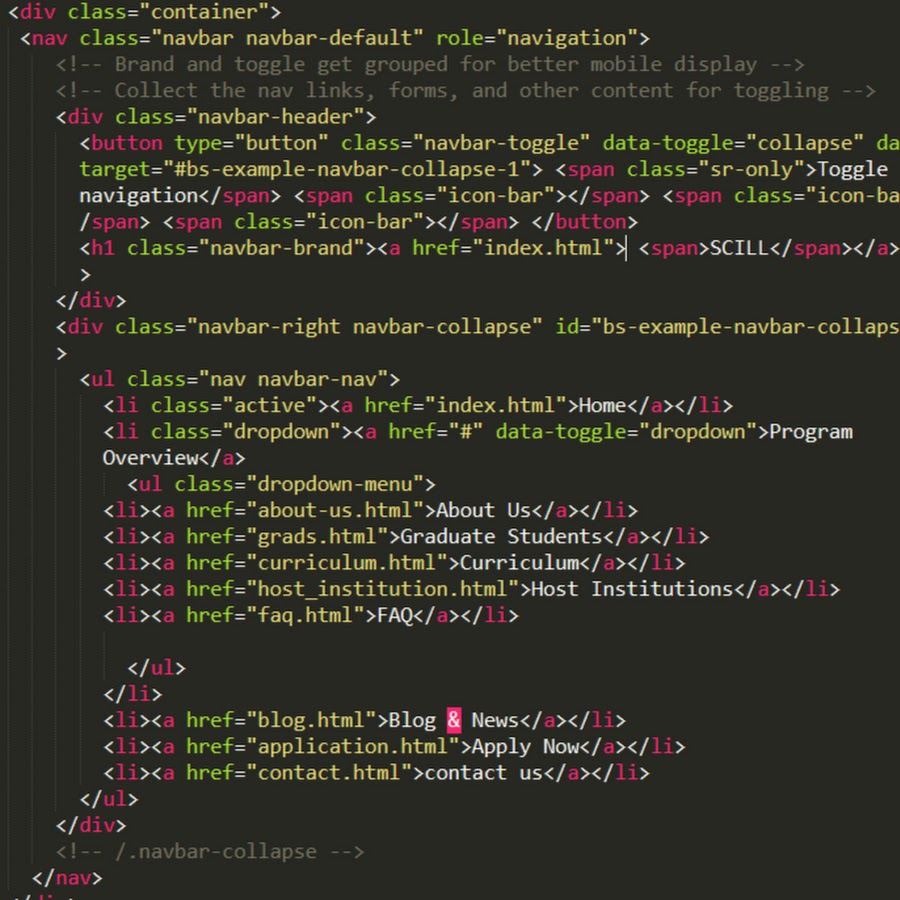 <div class="container">
<nav class="navbar navbar-default" role="navigation">
<!-- Brand and toggle get grouped for better mobile display -->
<!-- Collect the nav links, forms, and other content for toggling -->
<div class="navbar-header">
<button type="button" class="navbar-toggle" data-toggle="collapse" da
target="#bs-example-navbar-collapse-1"> <span class="sr-only">Toggle
navigation</span> <span class="icon-bar"></span> <span class="icon-ba
/span> <span class="icon-bar"></span> </button>
<h1 class="navbar-brand"><a href="index.html"> <span>SCILL</span></a>
>
</div>
<div class="navbar-right navbar-collapse" id="bs-example-navbar-collaps
>
<ul class="nav navbar-nav">
<li class="active"><a href="index.html">Home</a></li>
<li class="dropdown"><a href="#" data-toggle="dropdown">Program
Overview</a>
<ul class="dropdown-menu">
<li><a href="about-us.html">About Us</a></li>
<li><a href="grads.html">Graduate Students</a></li>
<li><a href="curriculum.html">Curriculum</a></li>
<li><a href="host_institution.html">Host Institutions</a></li>
<li><a href="faq.html">FAQ</a></li>
</ul>
</li>
<li><a href="blog.html">Blog & News</a></li>
<li><a href="application.html">Apply Now</a></li>
<li><a href="contact.html">contact us</a></li>
</ul>
</div>
<!-- /.navbar-collapse -->
</nav>